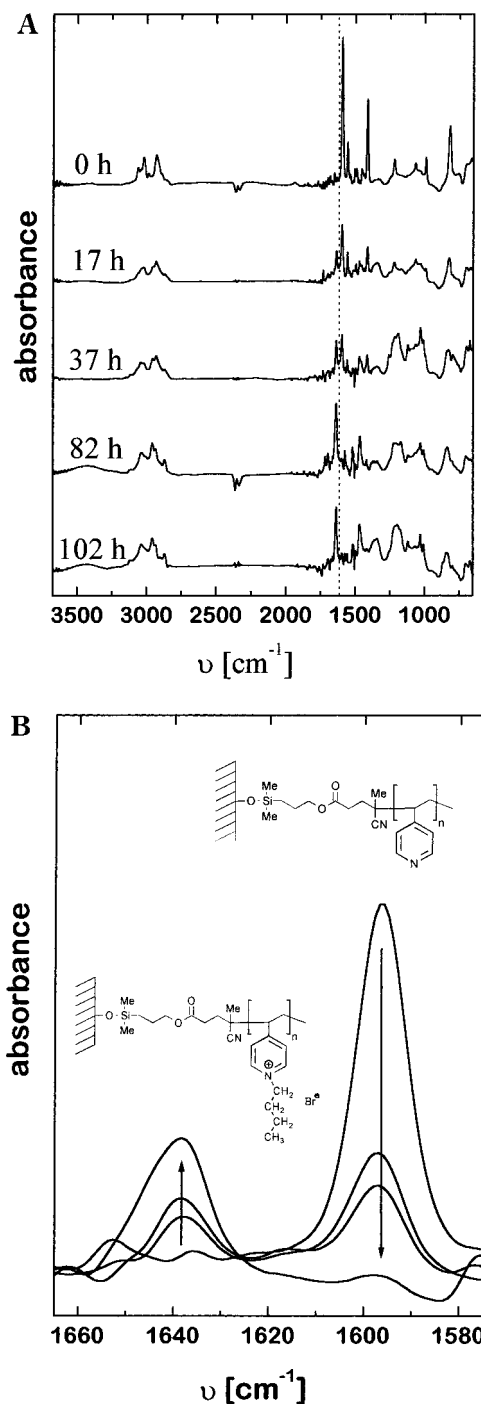 A
absorbance
0 h
17 h
37 h
82 h
102 h
3500 3000 2500 2000 1500 1000
υ [cm-1]
B
absorbance
Me
O
Si
Me
O
O
Me
CN
n
N
Me
O
Si
Me
O
O
Me
CN
n
N
⊕
CH2
CH2
CH2
CH3
Br⊖
1660 1640 1620 1600 1580
υ [cm-1]